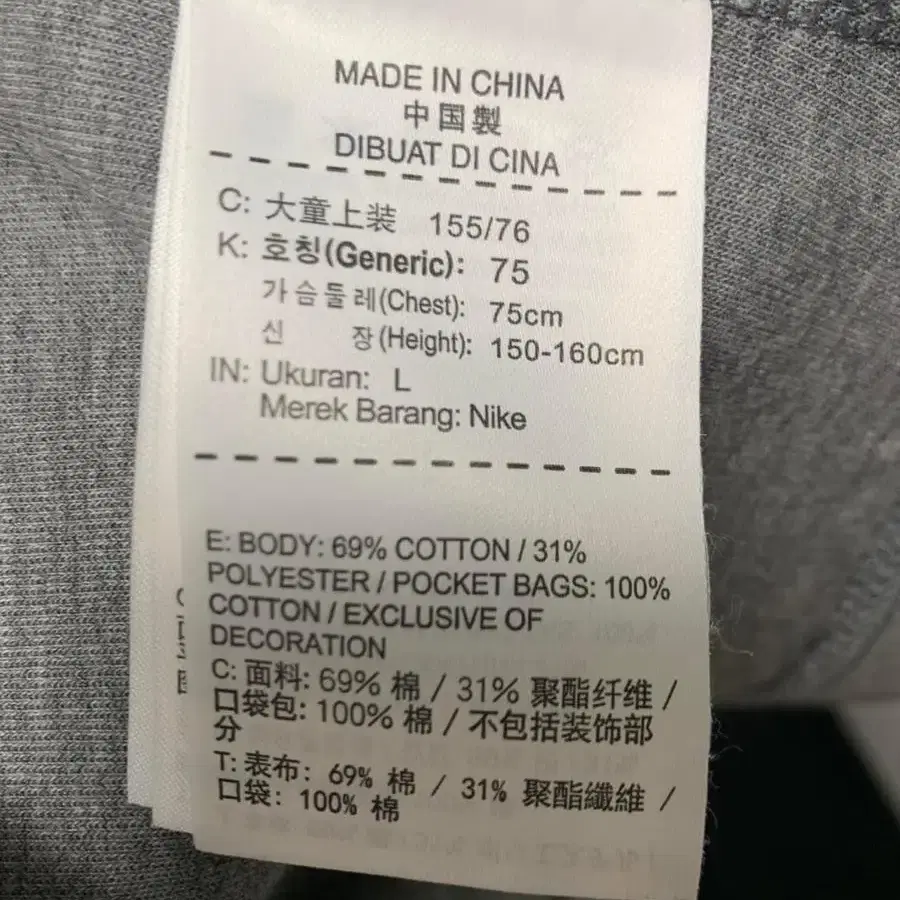 MADE IN CHINA
中国製
DIBUAT DI CINA
C: 大童上装 155/76
K: 호칭(Generic): 75
가슴둘레(Chest): 75cm
신 장(Height): 150-160cm
IN: Ukuran: L
Merek Barang: Nike
E: BODY: 69% COTTON / 31%
POLYESTER / POCKET BAGS: 100%
COTTON / EXCLUSIVE OF
DECORATION
C: 面料: 69% 棉 / 31% 聚酯纤维 /
口袋包: 100% 棉 / 不包括装饰部
分
T: 表布: 69% 棉 / 31% 聚酯纖維 /
口袋: 100% 棉